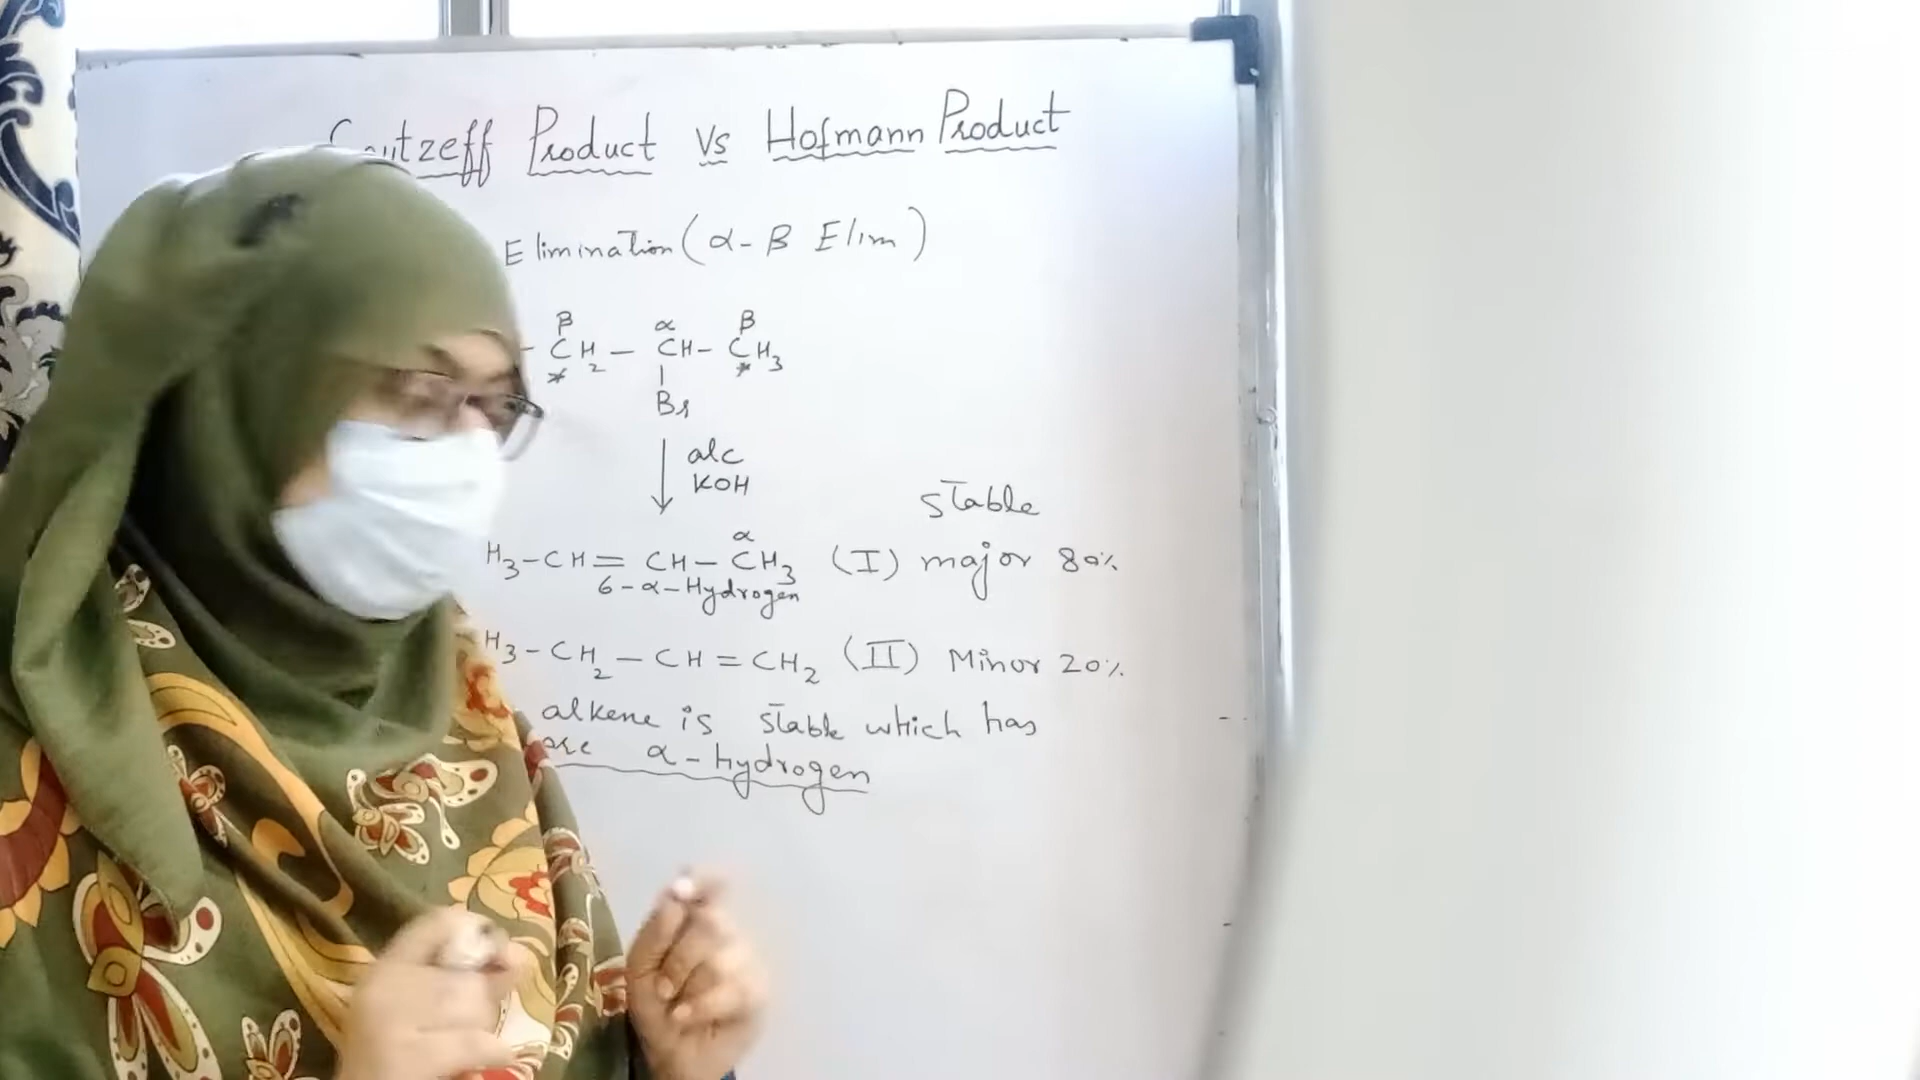 Product Vs Hofmann Product
Elimination (α-β Elim)
β α β
- CH2 - CH - CH3
* *
Br
alc
KOH
stable
α
H3-CH = CH - CH3 (I) major 80%
6-α-Hydrogen
H3-CH2-CH=CH2 (II) Minor 20%
alkene is stable which has
α-hydrogen